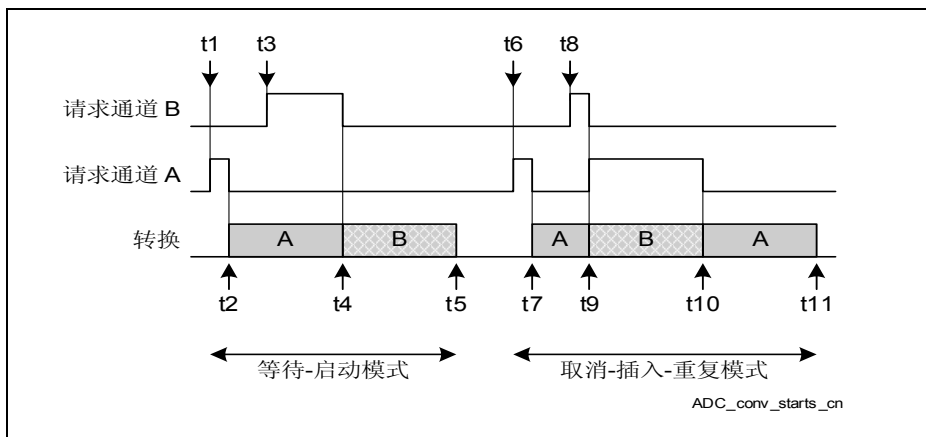 t1 t3 t6 t8
请求通道 B
请求通道 A
转换 A B A B A
t2 t4 t5 t7 t9 t10 t11
等待-启动模式 取消-插入-重复模式
ADC_conv_starts_cn